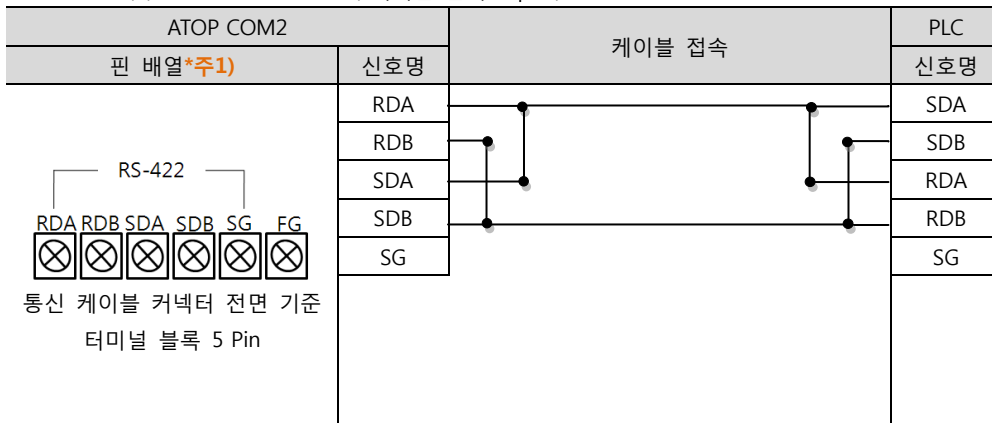 ATOP COM2
케이블 접속
PLC
핀 배열*주1)
신호명
신호명
RDA
SDA
RDB
SDB
SDA
RDA
SDB
RDB
SG
SG
RS-422
RDA RDB SDA SDB SG FG
통신 케이블 커넥터 전면 기준
터미널 블록 5 Pin